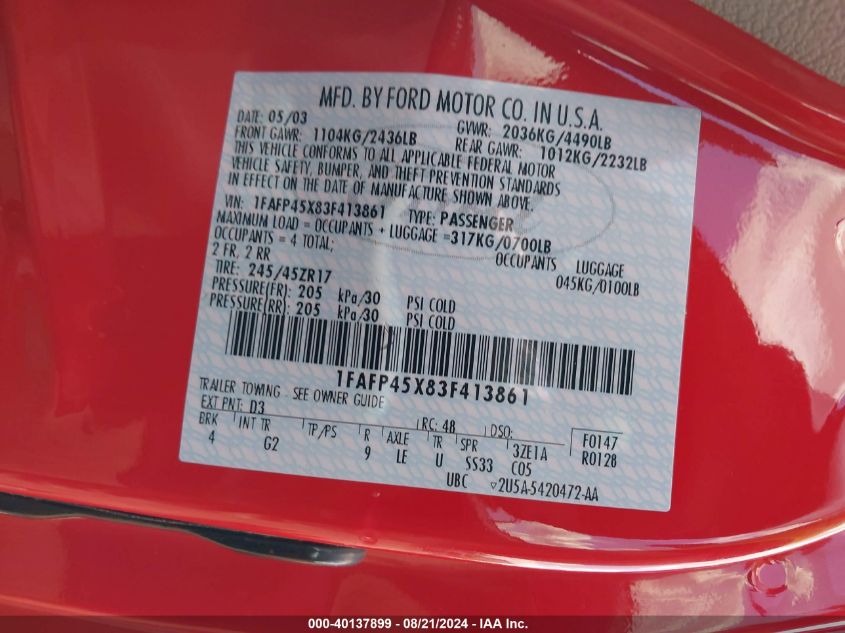 MFD. BY FORD MOTOR CO. IN U.S.A.
DATE: 05/03 GVWR: 2036KG/4490LB
FRONT GAWR: 1104KG/2436LB REAR GAWR: 1012KG/2232LB
THIS VEHICLE CONFORMS TO ALL APPLICABLE FEDERAL MOTOR
VEHICLE SAFETY, BUMPER, AND THEFT PREVENTION STANDARDS
IN EFFECT ON THE DATE OF MANUFACTURE SHOWN ABOVE.
VIN: 1FAFP45X83F413861 TYPE: PASSENGER
MAXIMUM LOAD = OCCUPANTS + LUGGAGE =317KG/0700LB
OCCUPANTS = 4 TOTAL; OCCUPANTS LUGGAGE
2 FR, 2 RR 045KG/0100LB
TIRE: 245/45ZR17
PRESSURE(FR): 205 kPa/30 PSI COLD
PRESSURE(RR): 205 kPa/30 PSI COLD
1FAFP45X83F413861
TRAILER TOWING - SEE OWNER GUIDE
EXT PNT: D3 RC: 48 DSO: F0147
BRK INT TR TP/PS R AXLE TR SPR 3ZE1A R0128
4 G2 9 LE U SS33 C05
UBC ▽2U5A-5420472-AA
000-40137899 - 08/21/2024 - IAA Inc.